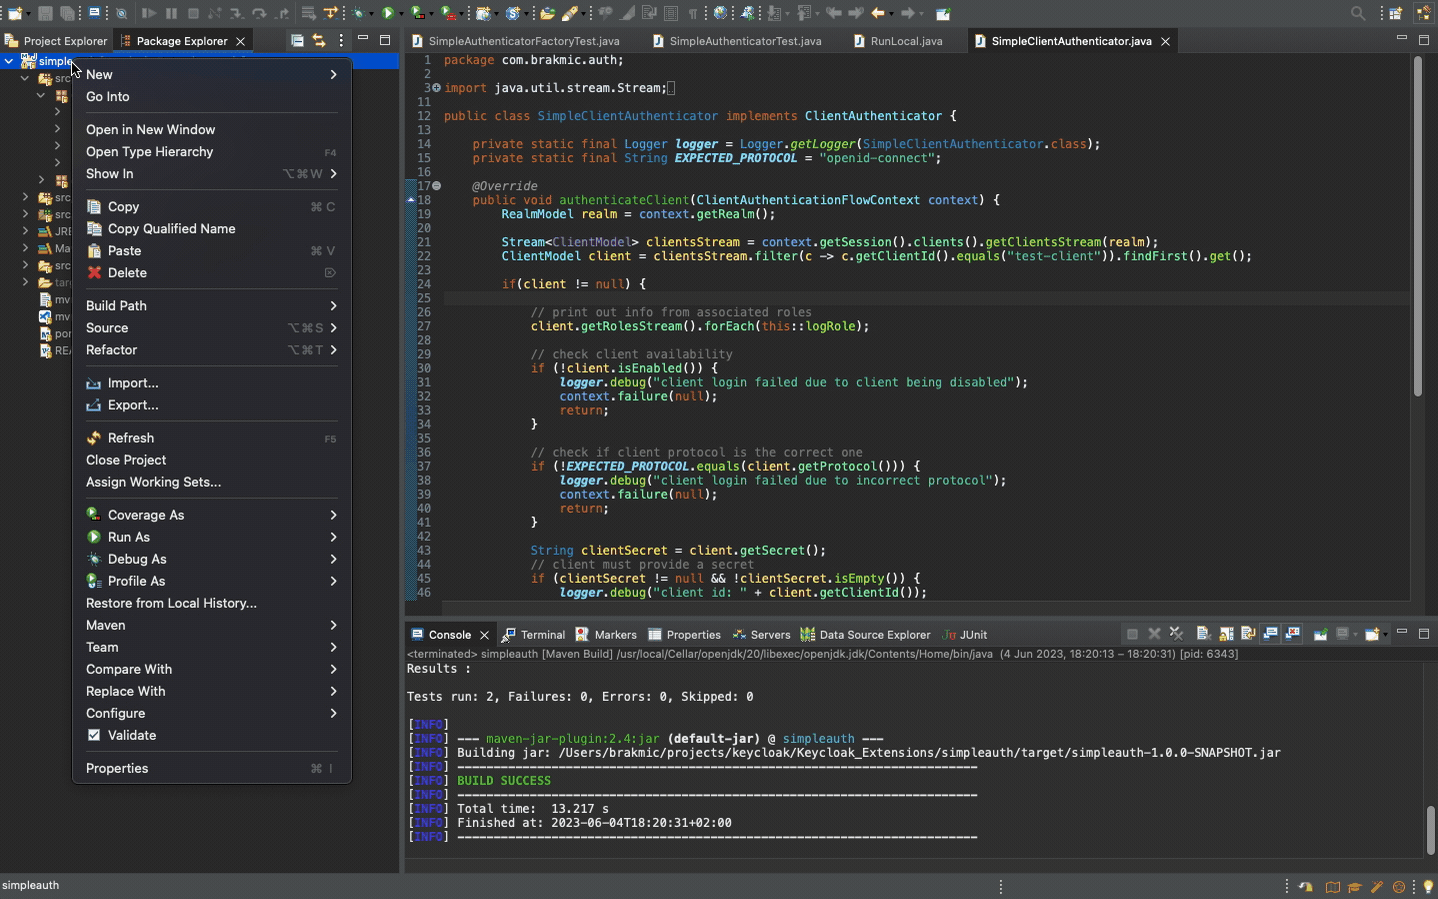 Project Explorer
Package Explorer
SimpleAuthenticatorFactoryTest.java
SimpleAuthenticatorTest.java
RunLocal.java
SimpleClientAuthenticator.java
simple
src
src
src
JRE
Ma
src
targ
mv
mv
pon
REA
New
Go Into
Open in New Window
Open Type Hierarchy F4
Show In ⌥⌘W
Copy ⌘ C
Copy Qualified Name
Paste ⌘ V
Delete ⌦
Build Path
Source ⌥⌘S
Refactor ⌥⌘T
Import...
Export...
Refresh F5
Close Project
Assign Working Sets...
Coverage As
Run As
Debug As
Profile As
Restore from Local History...
Maven
Team
Compare With
Replace With
Configure
Validate
Properties ⌘ I
1 package com.brakmic.auth;
2
3 import java.util.stream.Stream;
11
12 public class SimpleClientAuthenticator implements ClientAuthenticator {
13
14 private static final Logger logger = Logger.getLogger(SimpleClientAuthenticator.class);
15 private static final String EXPECTED_PROTOCOL = "openid-connect";
16
17 @Override
18 public void authenticateClient(ClientAuthenticationFlowContext context) {
19 RealmModel realm = context.getRealm();
20
21 Stream<ClientModel> clientsStream = context.getSession().clients().getClientsStream(realm);
22 ClientModel client = clientsStream.filter(c -> c.getClientId().equals("test-client")).findFirst().get();
23
24 if(client != null) {
25
26 // print out info from associated roles
27 client.getRolesStream().forEach(this::logRole);
28
29 // check client availability
30 if (!client.isEnabled()) {
31 logger.debug("client login failed due to client being disabled");
32 context.failure(null);
33 return;
34 }
35
36 // check if client protocol is the correct one
37 if (!EXPECTED_PROTOCOL.equals(client.getProtocol())) {
38 logger.debug("client login failed due to incorrect protocol");
39 context.failure(null);
40 return;
41 }
42
43 String clientSecret = client.getSecret();
44 // client must provide a secret
45 if (clientSecret != null && !clientSecret.isEmpty()) {
46 logger.debug("client id: " + client.getClientId());
Console
Terminal
Markers
Properties
Servers
Data Source Explorer
JUnit
<terminated> simpleauth [Maven Build] /usr/local/Cellar/openjdk/20/libexec/openjdk.jdk/Contents/Home/bin/java (4 Jun 2023, 18:20:13 – 18:20:31) [pid: 6343]
Results :
Tests run: 2, Failures: 0, Errors: 0, Skipped: 0
[INFO]
[INFO] --- maven-jar-plugin:2.4:jar (default-jar) @ simpleauth ---
[INFO] Building jar: /Users/brakmic/projects/keycloak/Keycloak_Extensions/simpleauth/target/simpleauth-1.0.0-SNAPSHOT.jar
[INFO] ------------------------------------------------------------------------
[INFO] BUILD SUCCESS
[INFO] ------------------------------------------------------------------------
[INFO] Total time: 13.217 s
[INFO] Finished at: 2023-06-04T18:20:31+02:00
[INFO] ------------------------------------------------------------------------
simpleauth